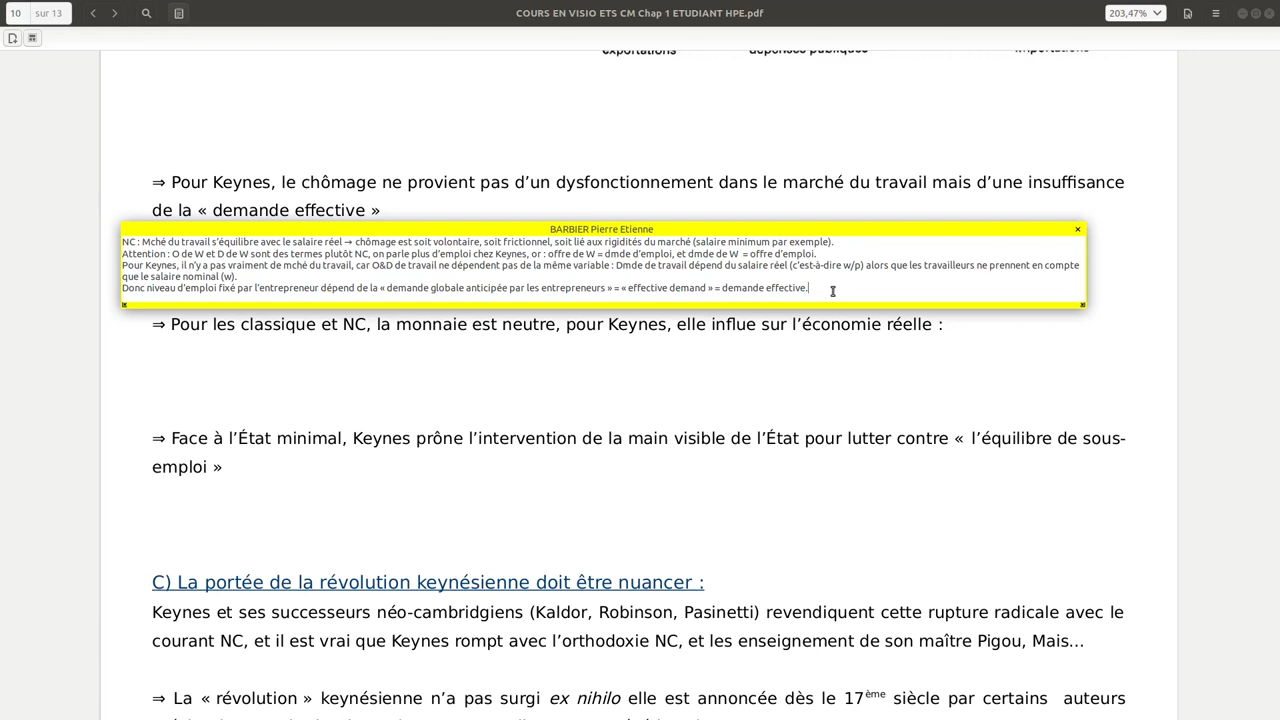 10 sur 13
COURS EN VISIO ETS CM Chap 1 ETUDIANT HPE.pdf
203,47%
exportations dépenses publiques importations
⇒ Pour Keynes, le chômage ne provient pas d’un dysfonctionnement dans le marché du travail mais d’une insuffisance
de la « demande effective »
BARBIER Pierre Etienne
NC : Mché du travail s’équilibre avec le salaire réel → chômage est soit volontaire, soit frictionnel, soit lié aux rigidités du marché (salaire minimum par exemple).
Attention : O de W et D de W sont des termes plutôt NC, on parle plus d’emploi chez Keynes, or : offre de W = dmde d’emploi, et dmde de W = offre d’emploi.
Pour Keynes, il n’y a pas vraiment de mché du travail, car O&D de travail ne dépendent pas de la même variable : Dmde de travail dépend du salaire réel (c’est-à-dire w/p) alors que les travailleurs ne prennent en compte
que le salaire nominal (w).
Donc niveau d’emploi fixé par l’entrepreneur dépend de la « demande globale anticipée par les entrepreneurs » = « effective demand » = demande effective.
⇒ Pour les classique et NC, la monnaie est neutre, pour Keynes, elle influe sur l’économie réelle :
⇒ Face à l’État minimal, Keynes prône l’intervention de la main visible de l’État pour lutter contre « l’équilibre de sous-
emploi »
C) La portée de la révolution keynésienne doit être nuancer :
Keynes et ses successeurs néo-cambridgiens (Kaldor, Robinson, Pasinetti) revendiquent cette rupture radicale avec le
courant NC, et il est vrai que Keynes rompt avec l’orthodoxie NC, et les enseignement de son maître Pigou, Mais...
⇒ La « révolution » keynésienne n’a pas surgi ex nihilo elle est annoncée dès le 17ème siècle par certains auteurs